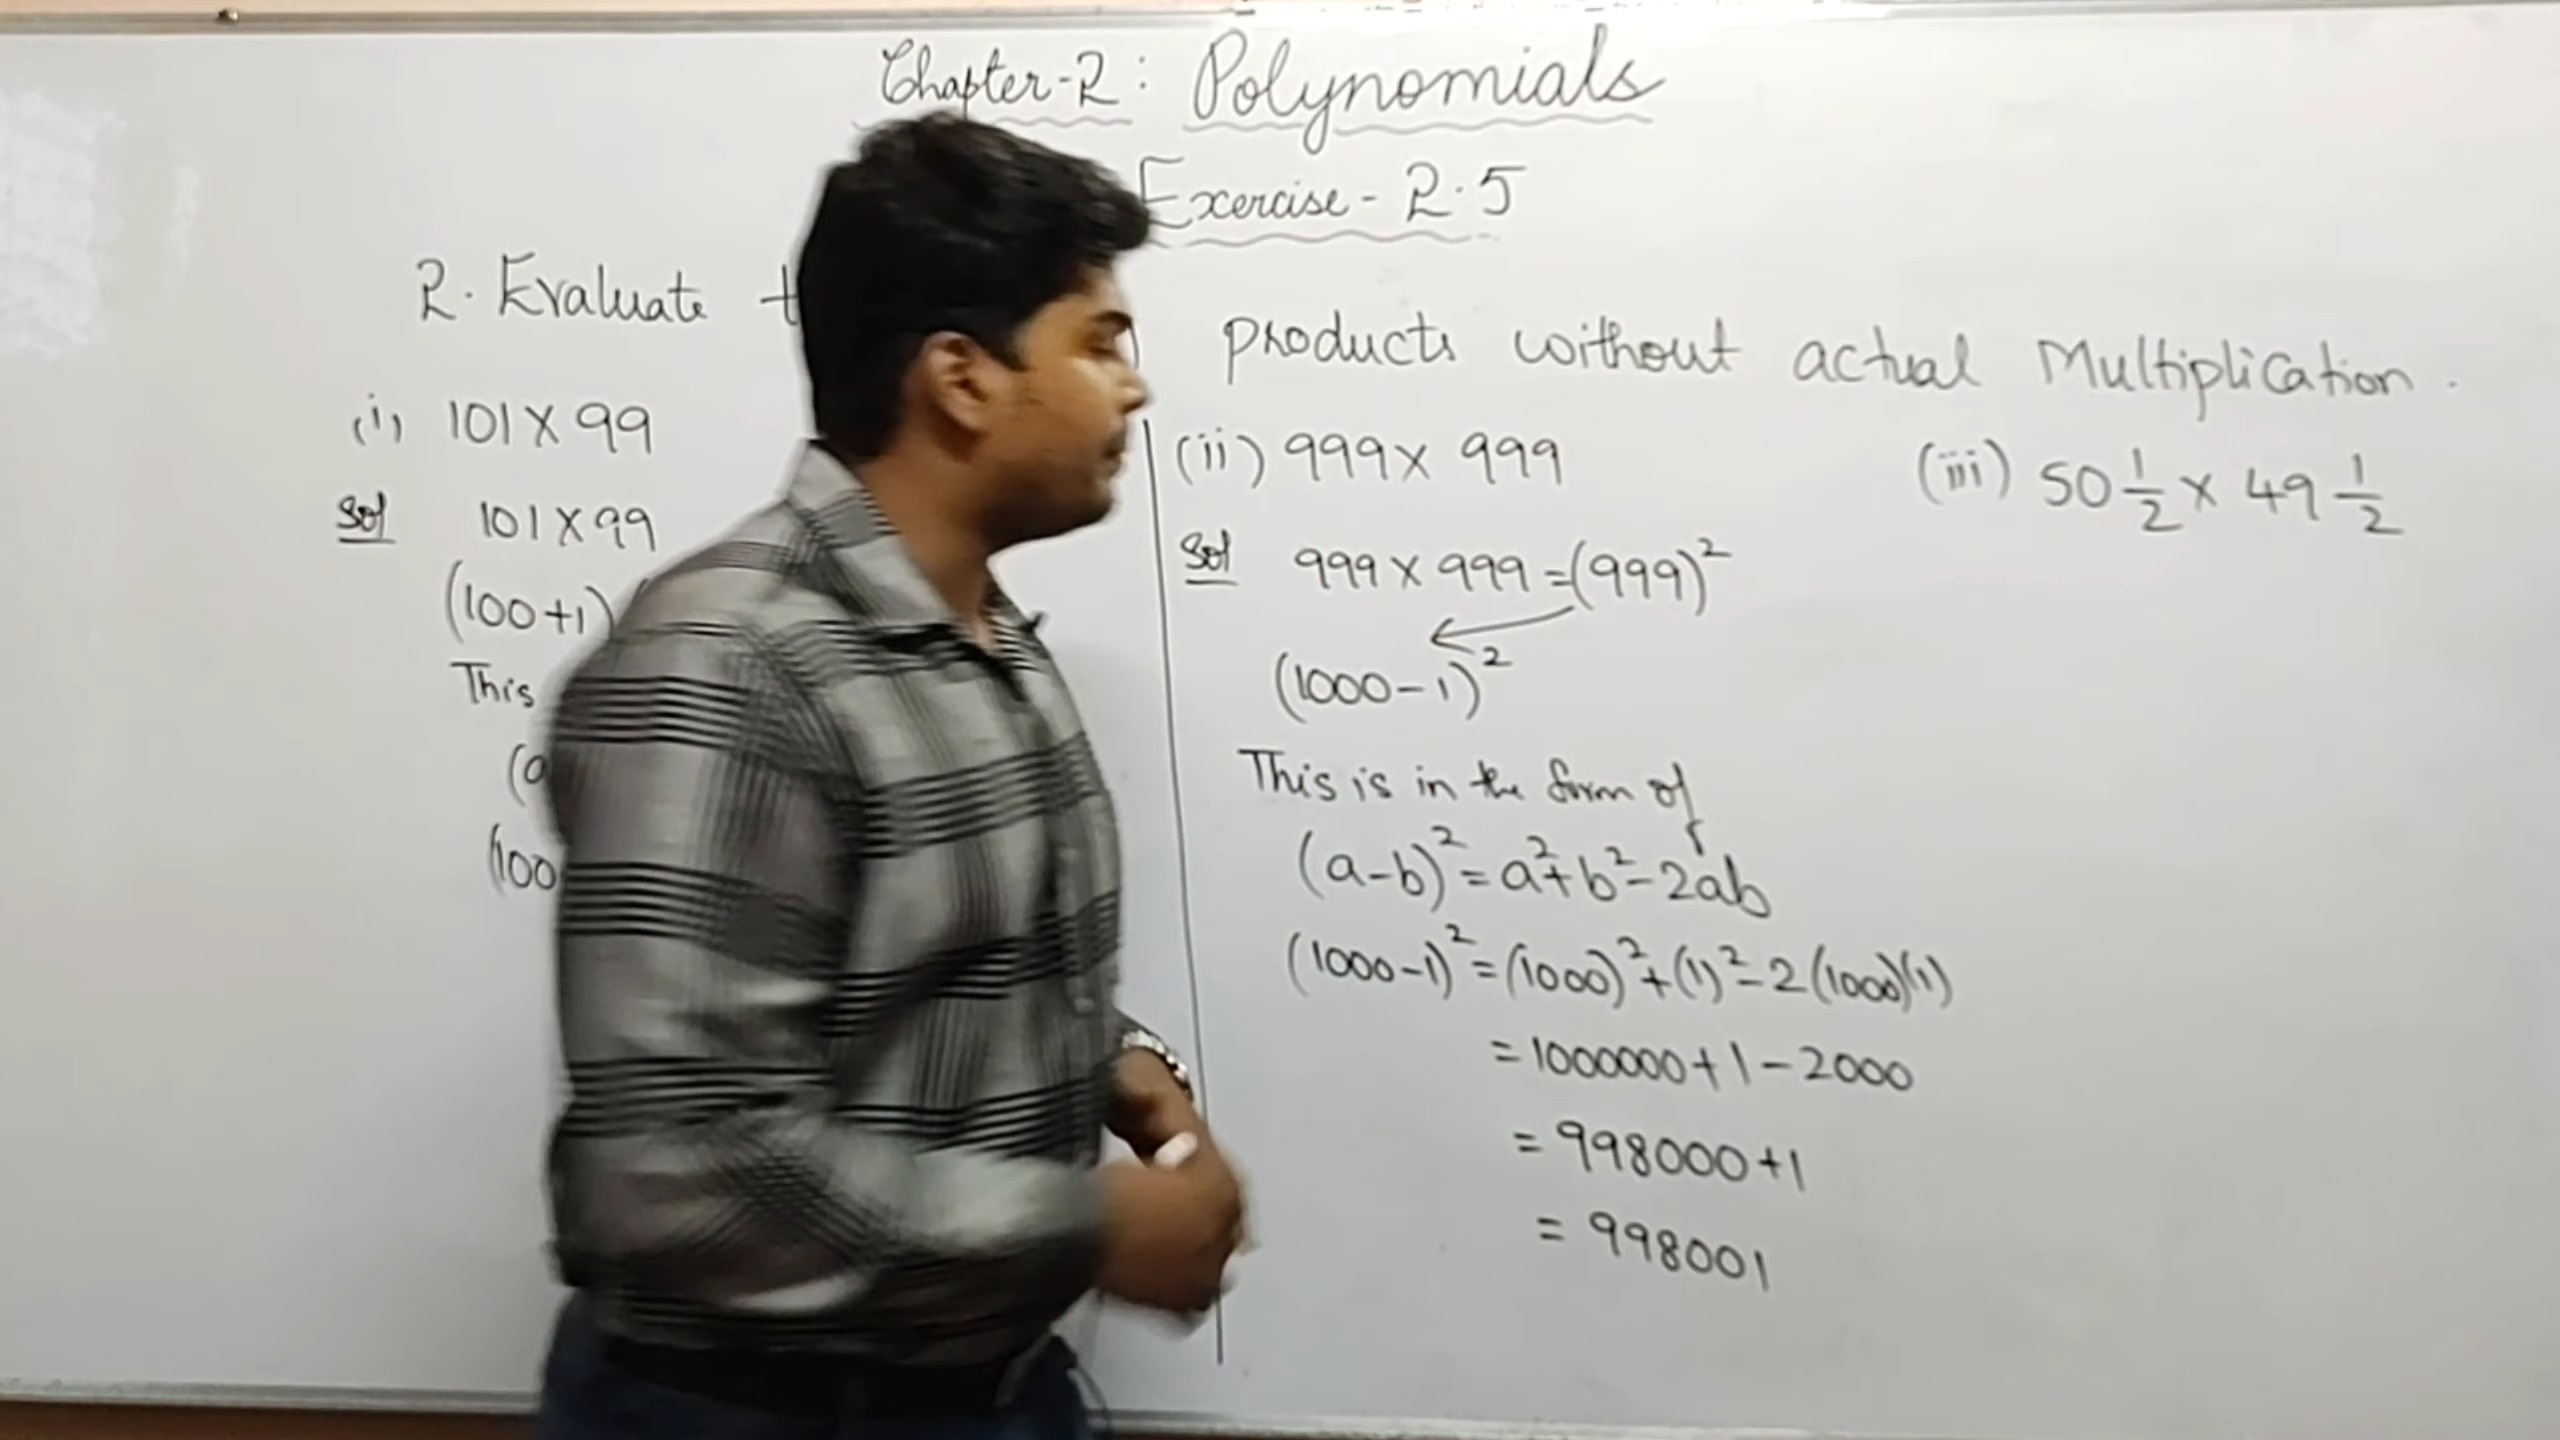 Chapter-2: Polynomials
Exercise - 2.5
2. Evaluate products without actual Multiplication.
(i) 101 X 99
Sol 101 X 99
(100+1)
This
(a
(100
(ii) 999 x 999
Sol 999 x 999 = (999)²
(1000-1)²
This is in the form of
(a-b)² = a²+b²-2ab
(1000-1)² = (1000)²+(1)²-2(1000)(1)
= 1000000+1-2000
= 998000+1
= 998001
(iii) 50 1/2 x 49 1/2